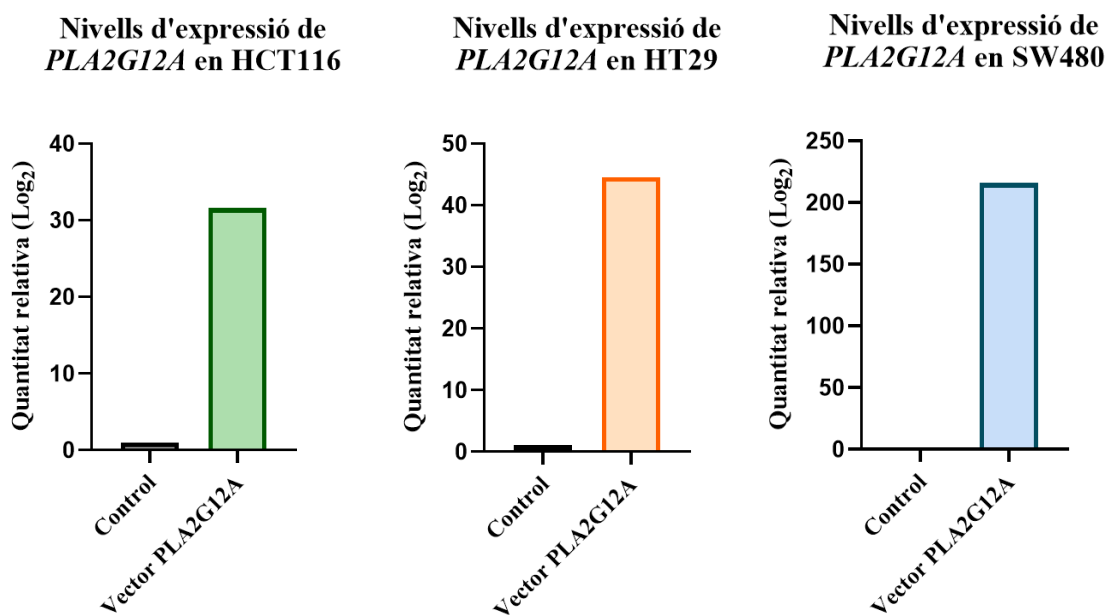 Nivells d'expressió de
PLA2G12A en HCT116
Quantitat relativa (Log₂)
40
30
20
10
0
Control
Vector PLA2G12A
Nivells d'expressió de
PLA2G12A en HT29
Quantitat relativa (Log₂)
50
40
30
20
10
0
Control
Vector PLA2G12A
Nivells d'expressió de
PLA2G12A en SW480
Quantitat relativa (Log₂)
250
200
150
100
50
0
Control
Vector PLA2G12A